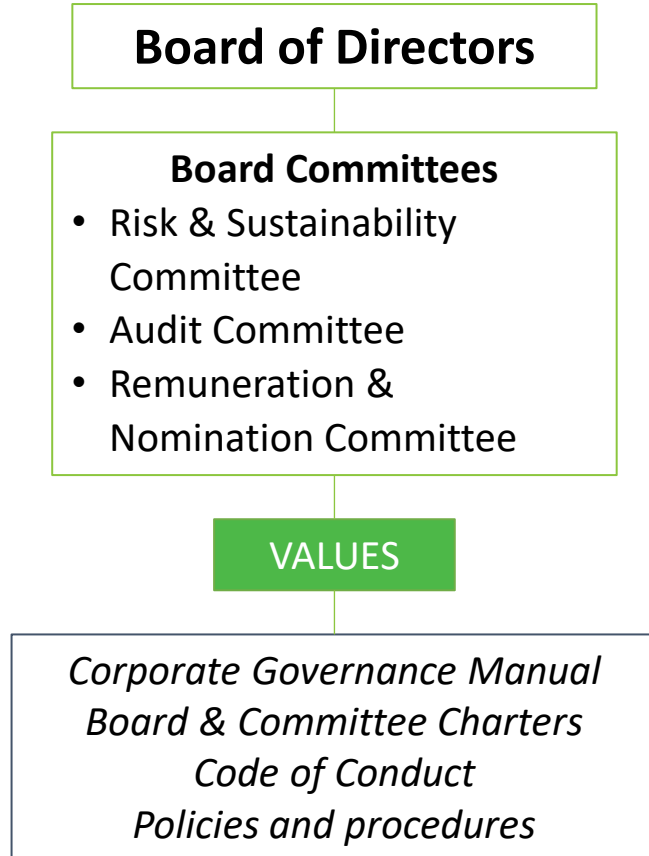 Board of Directors
Board Committees
• Risk & Sustainability
Committee
• Audit Committee
• Remuneration &
Nomination Committee
VALUES
Corporate Governance Manual
Board & Committee Charters
Code of Conduct
Policies and procedures